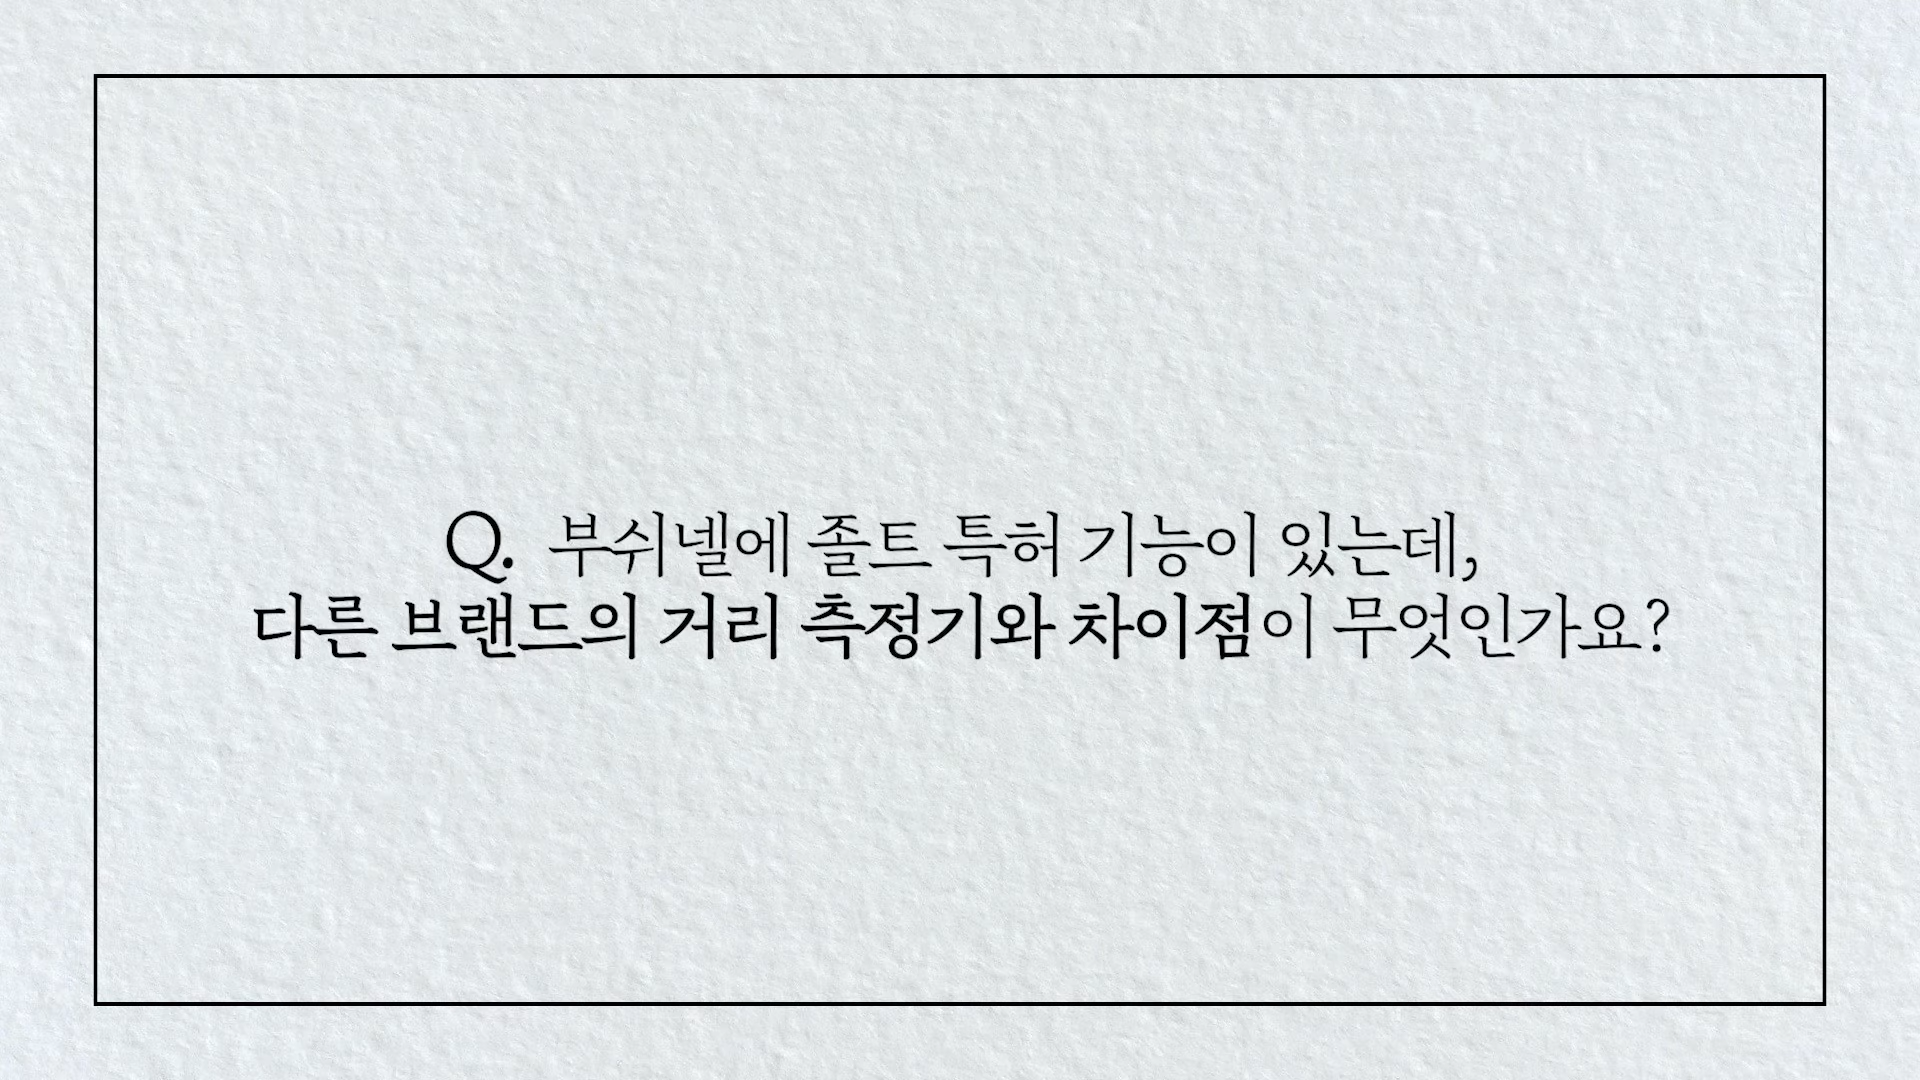 Q. 부쉬넬에 졸트 특허 기능이 있는데,
다른 브랜드의 거리 측정기와 차이점이 무엇인가요?